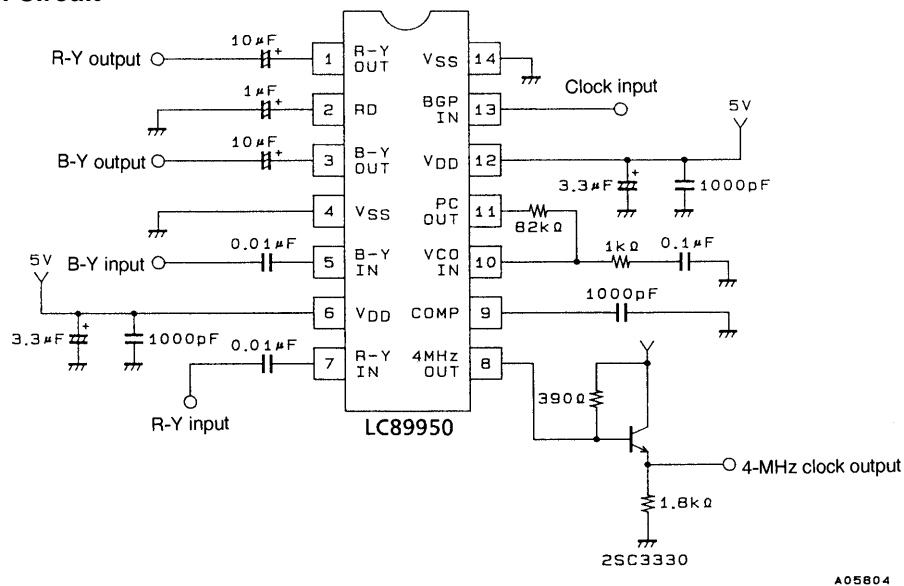 10μF
R-Y output
1
R-Y
OUT
VSS
14
1μF
2
RD
BGP
IN
13
Clock input
10μF
B-Y output
3
B-Y
OUT
VDD
12
5V
3.3μF
+
1000pF
4
VSS
PC
OUT
11
82kΩ
0.01μF
B-Y input
5
B-Y
IN
VCO
IN
10
1kΩ
0.1μF
5V
6
VDD
COMP
9
1000pF
3.3μF
+
1000pF
0.01μF
7
R-Y
IN
4MHz
OUT
8
R-Y input
LC89950
390Ω
4-MHz clock output
1.8kΩ
2SC3330
A05804